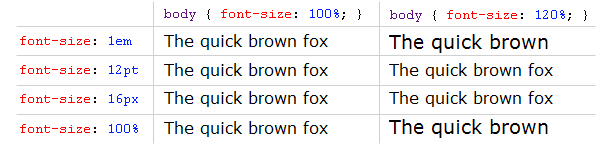 body { font-size: 100%; } body { font-size: 120%; }
font-size: 1em The quick brown fox The quick brown
font-size: 12pt The quick brown fox The quick brown fox
font-size: 16px The quick brown fox The quick brown fox
font-size: 100% The quick brown fox The quick brown